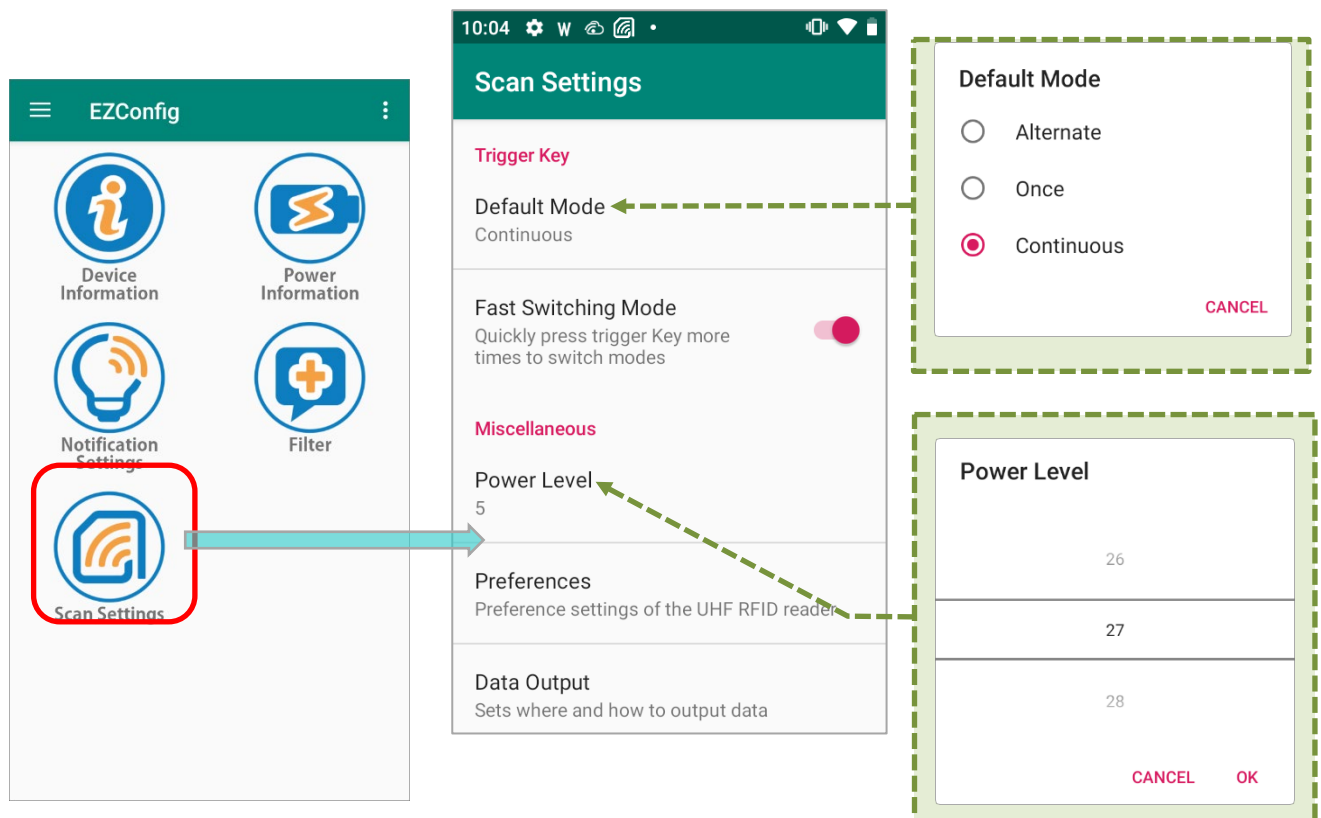 EZConfig
Device
Information
Power
Information
Notification
Settings
Filter
Scan Settings
10:04 W
Scan Settings
Trigger Key
Default Mode
Continuous
Fast Switching Mode
Quickly press trigger Key more
times to switch modes
Miscellaneous
Power Level
5
Preferences
Preference settings of the UHF RFID reader
Data Output
Sets where and how to output data
Default Mode
Alternate
Once
Continuous
CANCEL
Power Level
26
27
28
CANCEL OK